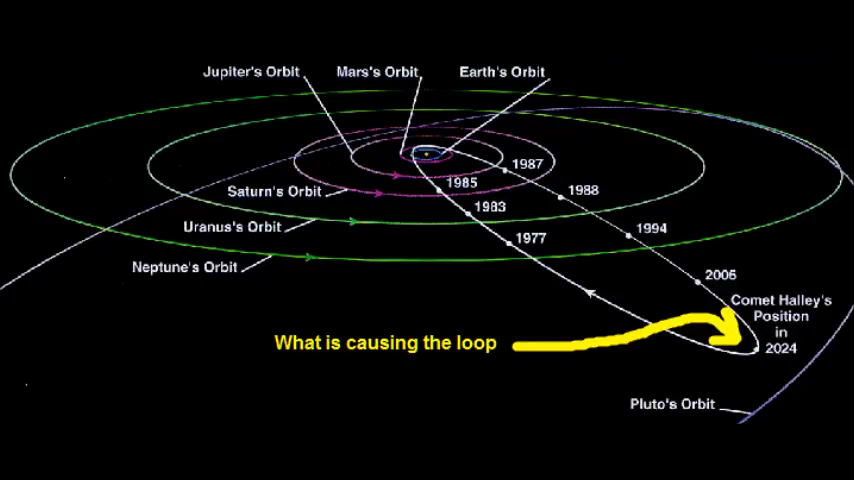 Jupiter's Orbit
Mars's Orbit
Earth's Orbit
1987
1985
1988
Saturn's Orbit
1983
Uranus's Orbit
1994
1977
Neptune's Orbit
2005
Comet Halley's
Position
in
2024
What is causing the loop
Pluto's Orbit